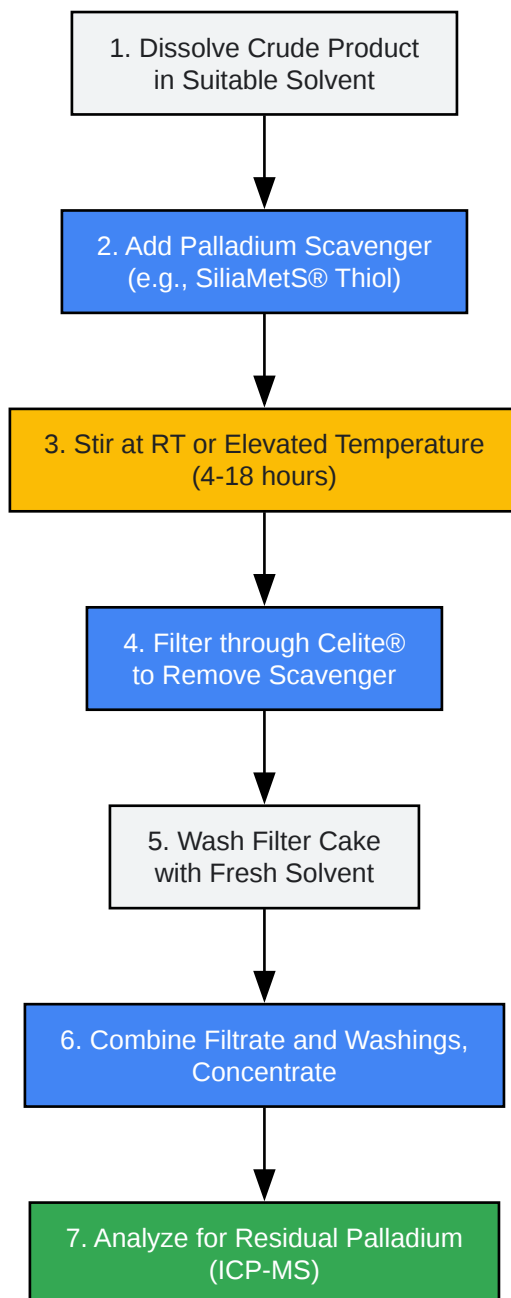 1. Dissolve Crude Product
in Suitable Solvent
2. Add Palladium Scavenger
(e.g., SiliaMetS® Thiol)
3. Stir at RT or Elevated Temperature
(4-18 hours)
4. Filter through Celite®
to Remove Scavenger
5. Wash Filter Cake
with Fresh Solvent
6. Combine Filtrate and Washings,
Concentrate
7. Analyze for Residual Palladium
(ICP-MS)